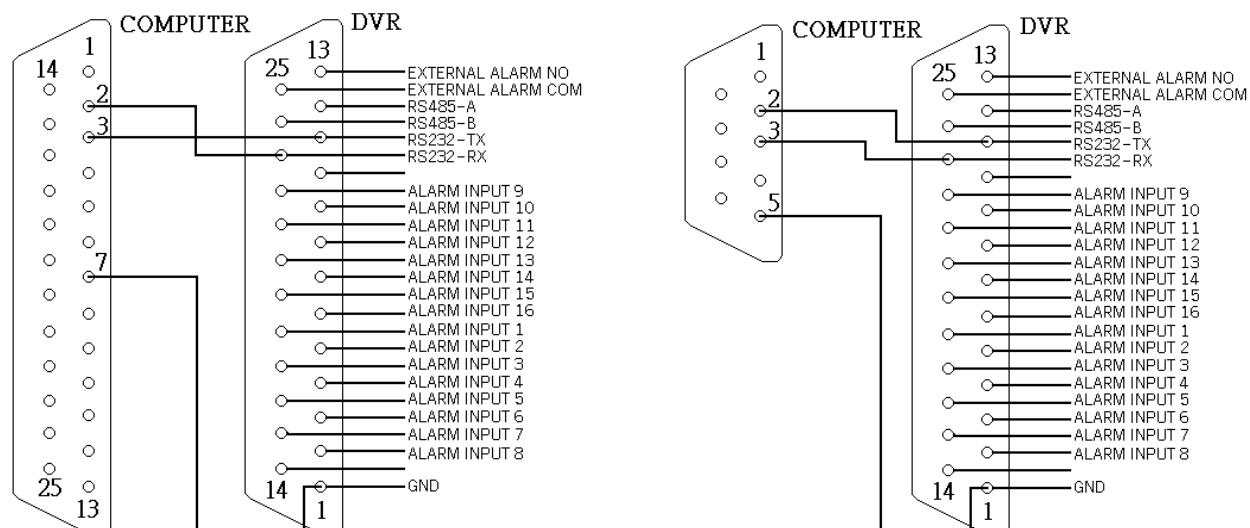 COMPUTER
DVR
1
14
2
3
7
25
13
13
25
EXTERNAL ALARM NO
EXTERNAL ALARM COM
RS485-A
RS485-B
RS232-TX
RS232-RX
ALARM INPUT 9
ALARM INPUT 10
ALARM INPUT 11
ALARM INPUT 12
ALARM INPUT 13
ALARM INPUT 14
ALARM INPUT 15
ALARM INPUT 16
ALARM INPUT 1
ALARM INPUT 2
ALARM INPUT 3
ALARM INPUT 4
ALARM INPUT 5
ALARM INPUT 6
ALARM INPUT 7
ALARM INPUT 8
GND
14
1
COMPUTER
DVR
1
2
3
5
13
25
EXTERNAL ALARM NO
EXTERNAL ALARM COM
RS485-A
RS485-B
RS232-TX
RS232-RX
ALARM INPUT 9
ALARM INPUT 10
ALARM INPUT 11
ALARM INPUT 12
ALARM INPUT 13
ALARM INPUT 14
ALARM INPUT 15
ALARM INPUT 16
ALARM INPUT 1
ALARM INPUT 2
ALARM INPUT 3
ALARM INPUT 4
ALARM INPUT 5
ALARM INPUT 6
ALARM INPUT 7
ALARM INPUT 8
GND
14
1